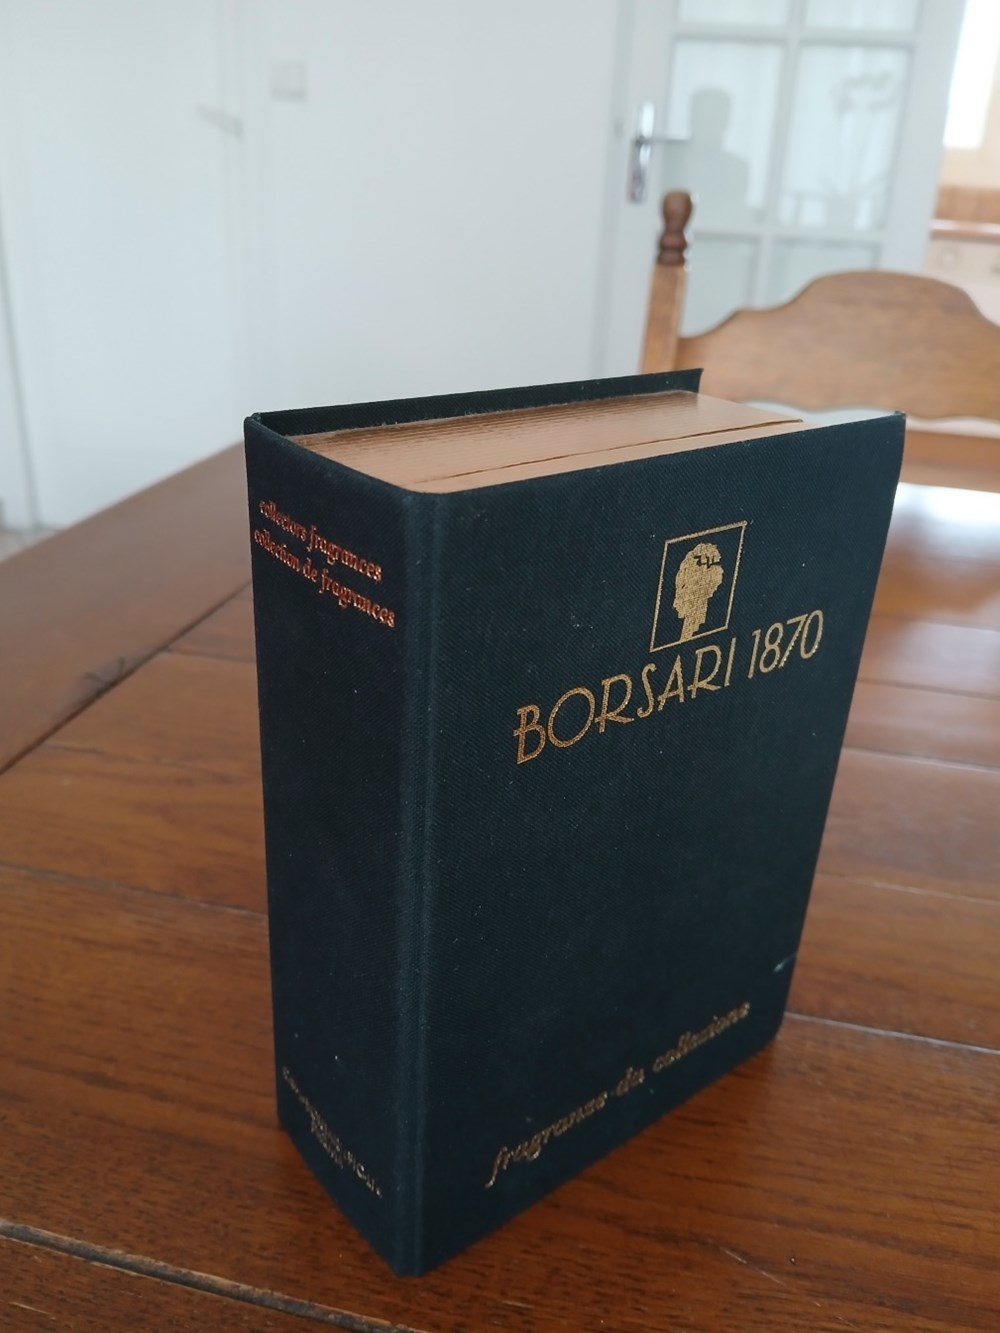 collectors fragrances
collection de fragrances
BORSARI 1870
fragranze da collezione